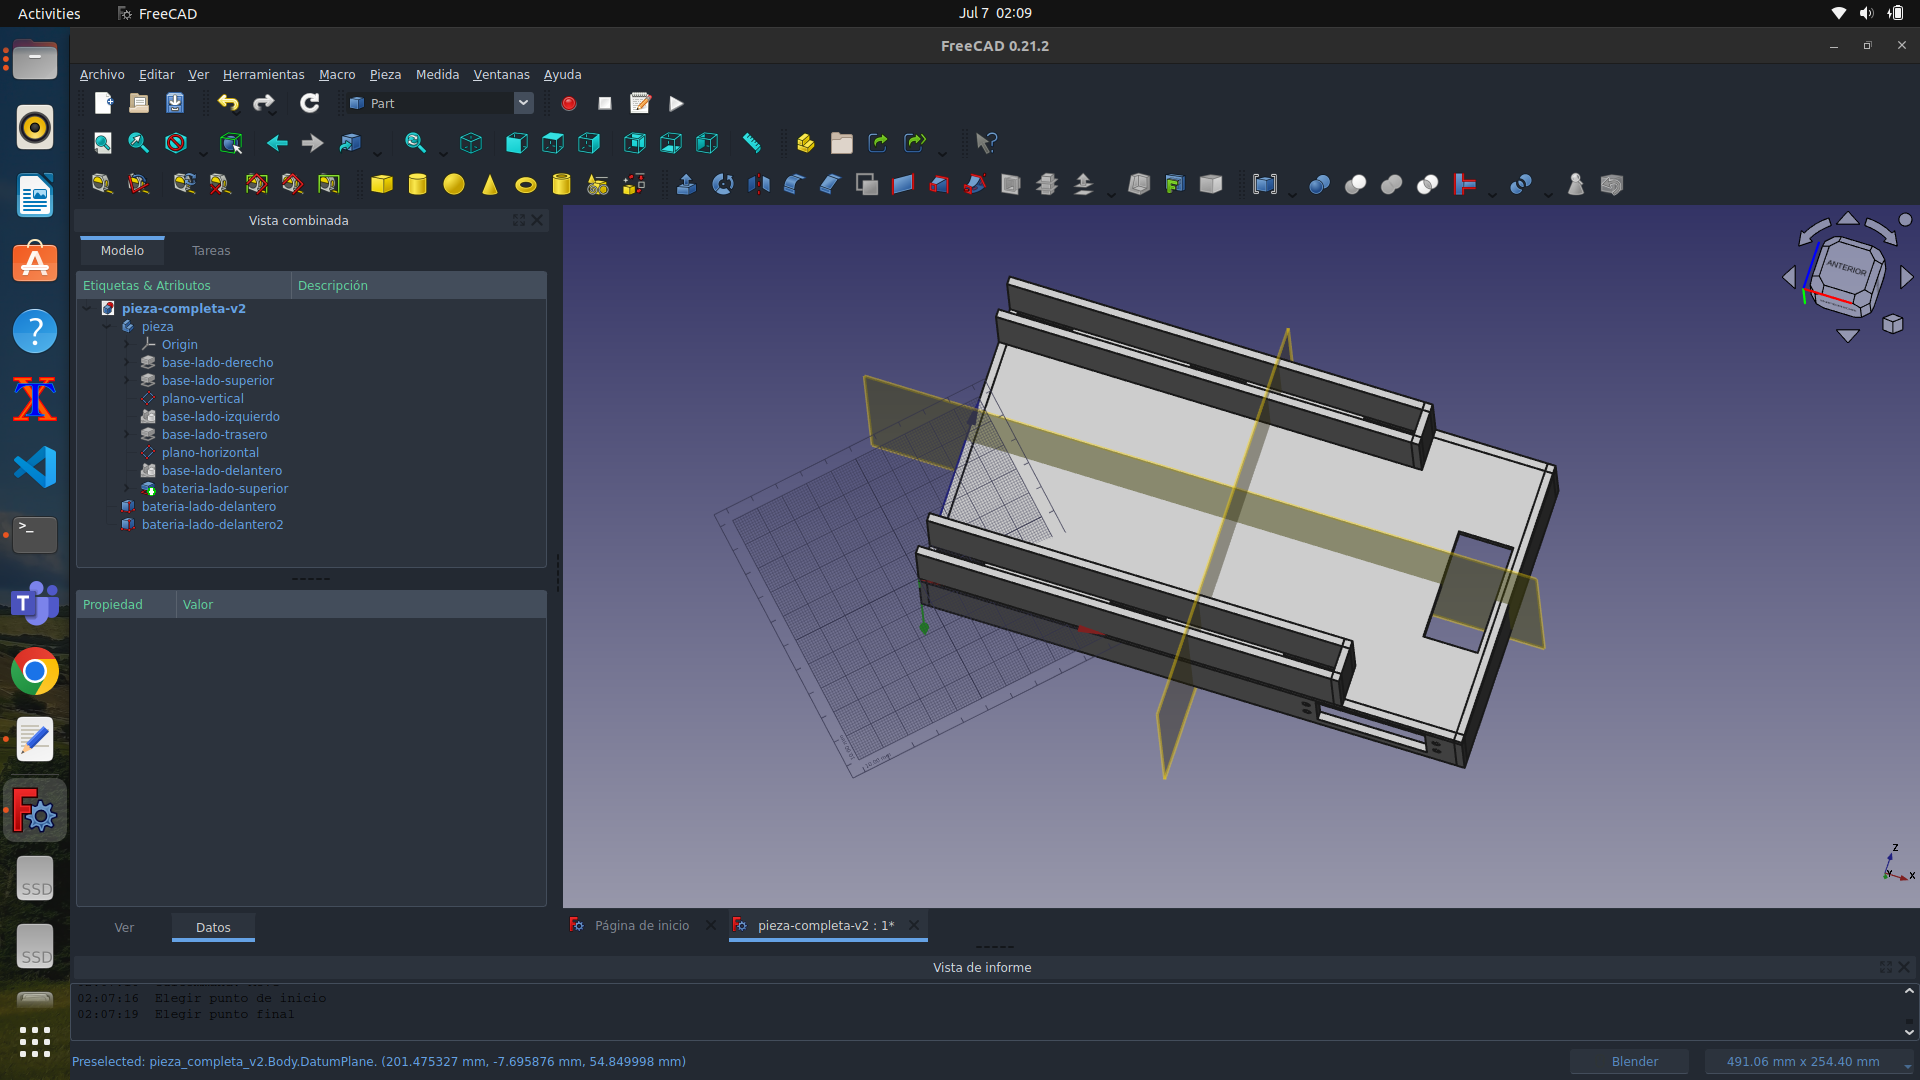 Activities FreeCAD Jul 7 02:09
FreeCAD 0.21.2
Archivo Editar Ver Herramientas Macro Pieza Medida Ventanas Ayuda
Part
Vista combinada
Modelo Tareas
Etiquetas & Atributos Descripción
pieza-completa-v2
pieza
Origin
base-lado-derecho
base-lado-superior
plano-vertical
base-lado-izquierdo
base-lado-trasero
plano-horizontal
base-lado-delantero
bateria-lado-superior
bateria-lado-delantero
bateria-lado-delantero2
Propiedad Valor
Ver Datos
ANTERIOR
Z
Y
X
SSD
SSD
Página de inicio pieza-completa-v2 : 1*
Vista de informe
02:07:16 Elegir punto de inicio
02:07:19 Elegir punto final
Preselected: pieza_completa_v2.Body.DatumPlane. (201.475327 mm, -7.695876 mm, 54.849998 mm)
Blender 491.06 mm x 254.40 mm